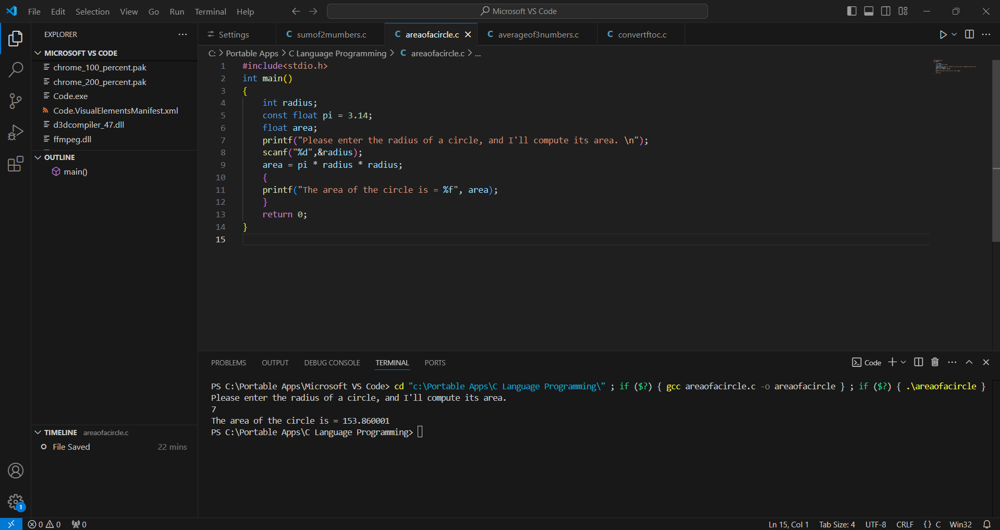 File Edit Selection View Go Run Terminal Help
Microsoft VS Code
EXPLORER
MICROSOFT VS CODE
chrome_100_percent.pak
chrome_200_percent.pak
Code.exe
Code.VisualElementsManifest.xml
d3dcompiler_47.dll
ffmpeg.dll
OUTLINE
main()
TIMELINE areaofacircle.c
File Saved 22 mins
1
Settings
C sumof2mumbers.c
C areaofacircle.c
C averageof3numbers.c
C convertftoc.c
C: > Portable Apps > C Language Programming > C areaofacircle.c > ...
1 #include<stdio.h>
2 int main()
3 {
4 int radius;
5 const float pi = 3.14;
6 float area;
7 printf("Please enter the radius of a circle, and I'll compute its area. \n");
8 scanf("%d",&radius);
9 area = pi * radius * radius;
10 {
11 printf("The area of the circle is = %f", area);
12 }
13 return 0;
14 }
15
PROBLEMS OUTPUT DEBUG CONSOLE TERMINAL PORTS
Code
PS C:\Portable Apps\Microsoft VS Code> cd "c:\Portable Apps\C Language Programming\" ; if ($?) { gcc areaofacircle.c -o areaofacircle } ; if ($?) { .\areaofacircle }
Please enter the radius of a circle, and I'll compute its area.
7
The area of the circle is = 153.860001
PS C:\Portable Apps\C Language Programming>
0 0 0
Ln 15, Col 1 Tab Size: 4 UTF-8 CRLF {} C Win32